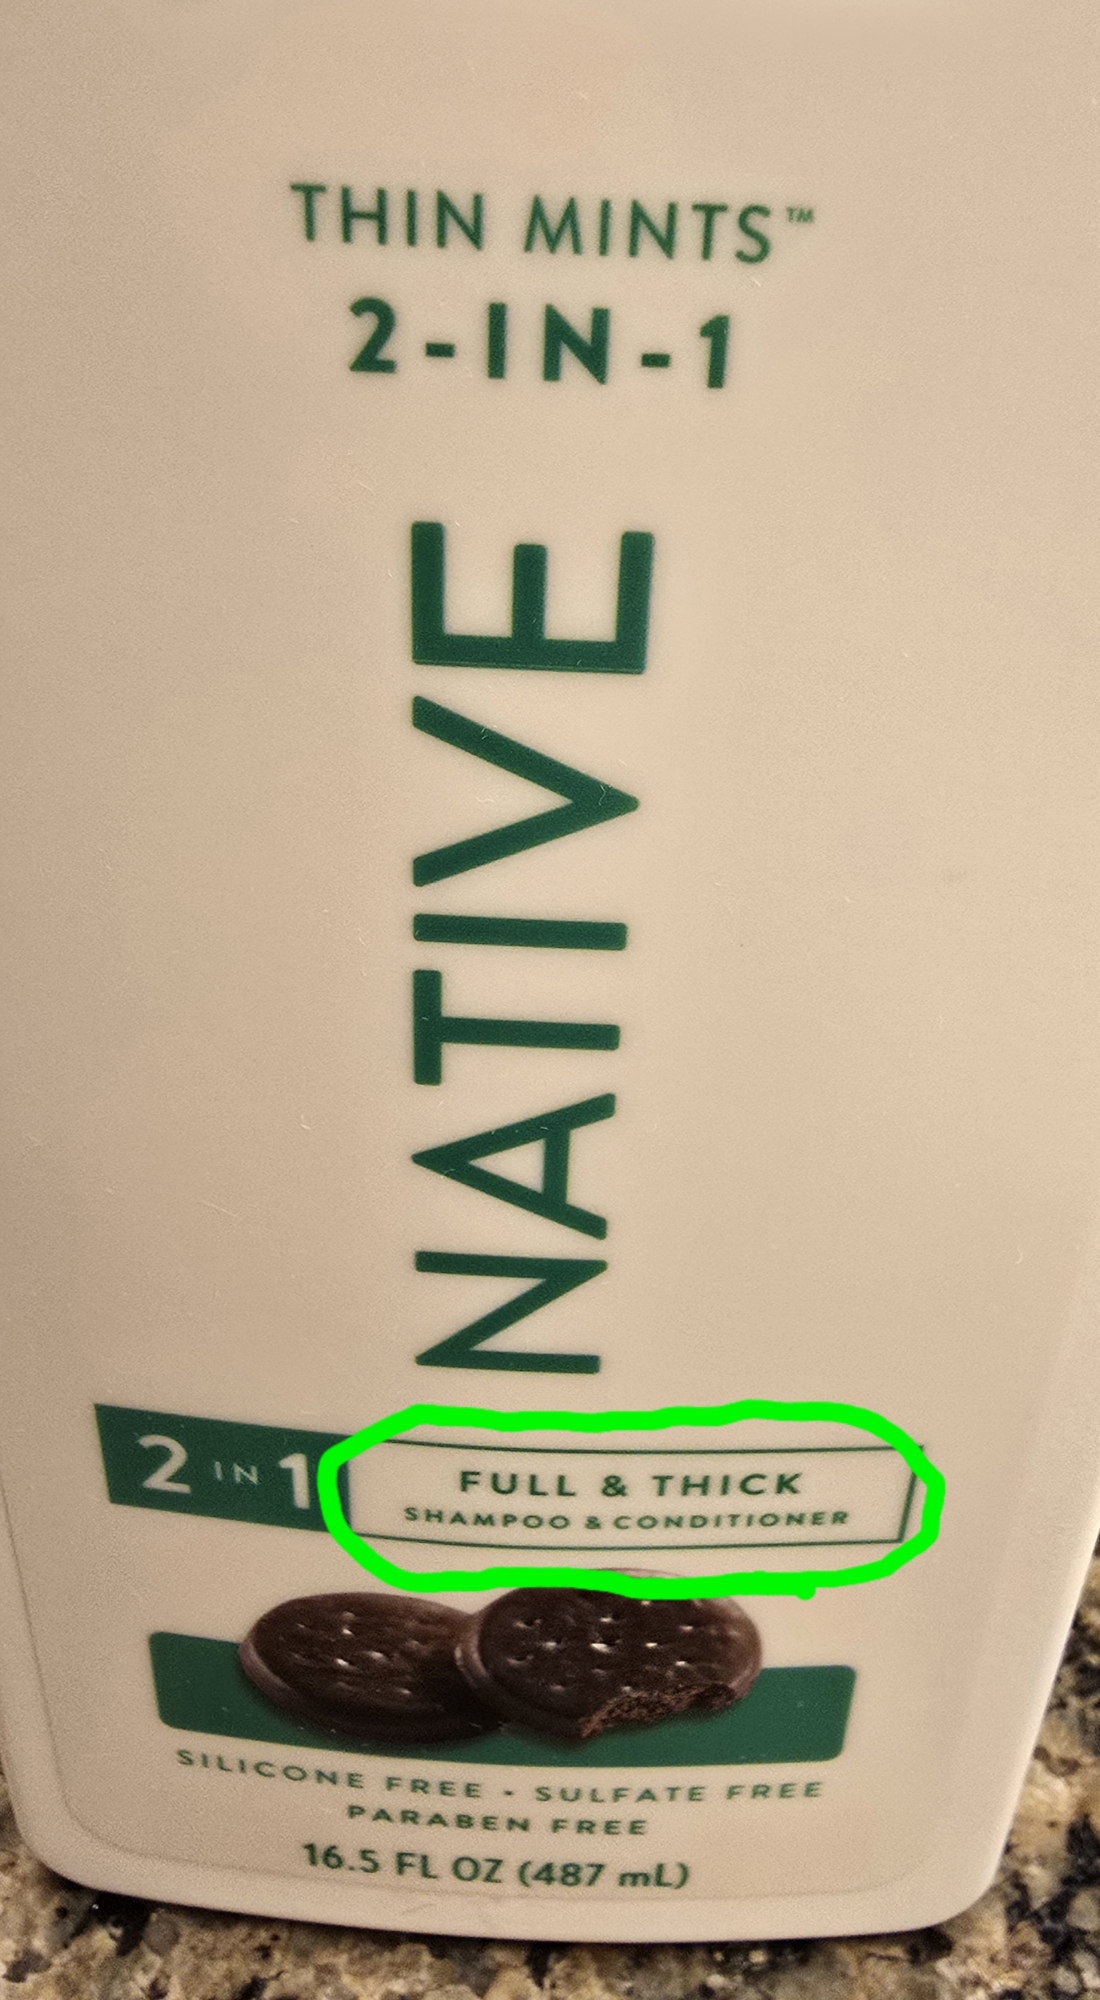 THIN MINTS™
2-IN-1
NATIVE
2 IN 1
FULL & THICK
SHAMPOO & CONDITIONER
SILICONE FREE - SULFATE FREE
PARABEN FREE
16.5 FL OZ (487 mL)